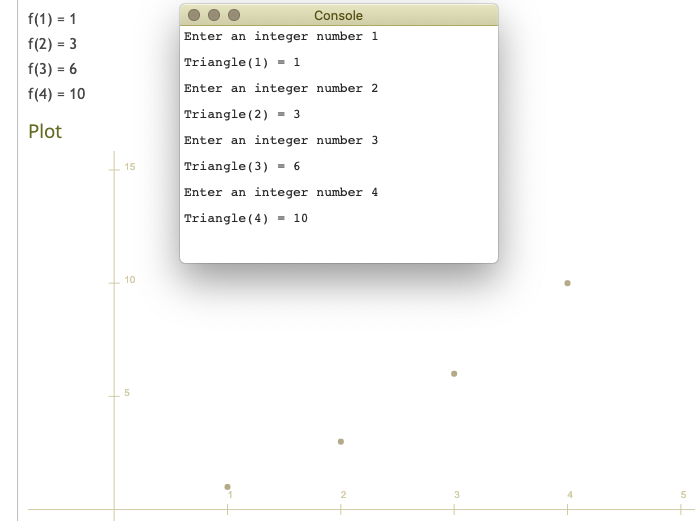 f(1) = 1
f(2) = 3
f(3) = 6
f(4) = 10
Plot
Console
Enter an integer number 1
Triangle(1) = 1
Enter an integer number 2
Triangle(2) = 3
Enter an integer number 3
Triangle(3) = 6
Enter an integer number 4
Triangle(4) = 10
15
10
5
1 2 3 4 5